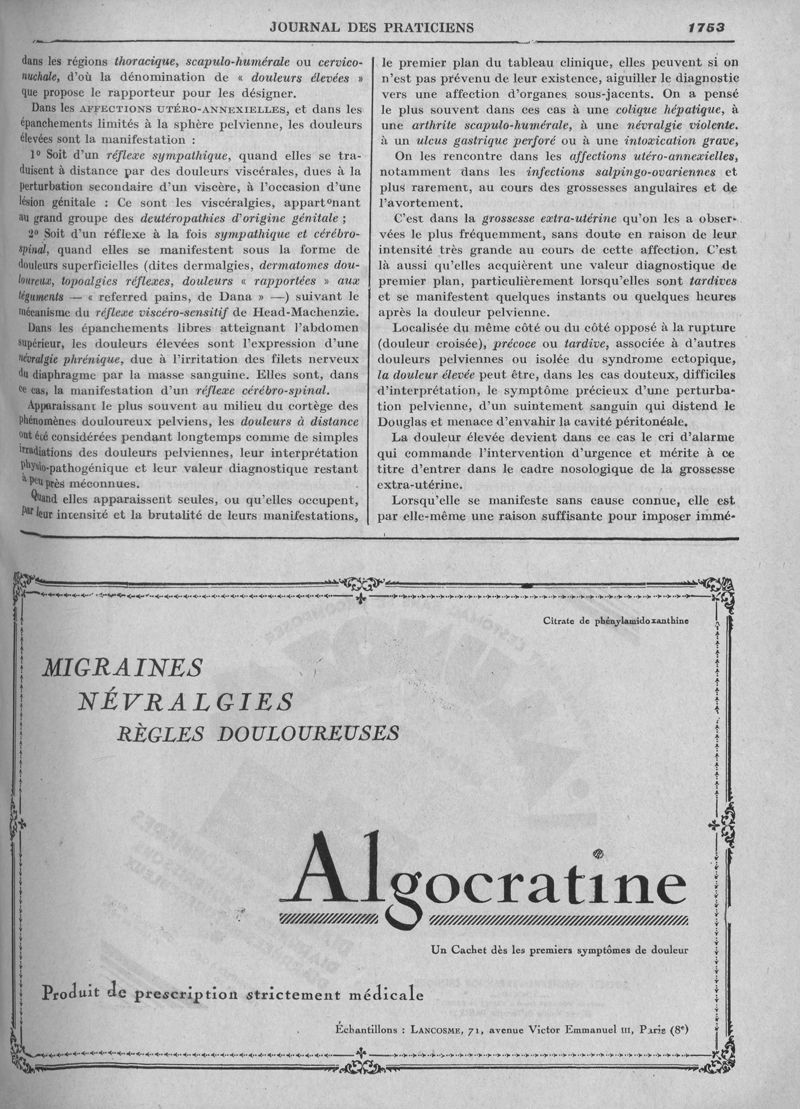 JOURNAL DES PRATICIENS 1753
dans les régions thoracique, scapulo-humérale ou cervico-
nuchale, d'où la dénomination de « douleurs élevées »
que propose le rapporteur pour les désigner.
Dans les AFFECTIONS UTÉRO-ANNEXIELLES, et dans les
épanchements limités à la sphère pelvienne, les douleurs
élevées sont la manifestation :
1º Soit d'un réflexe sympathique, quand elles se tra-
duisent à distance par des douleurs viscérales, dues à la
perturbation secondaire d'un viscère, à l'occasion d'une
lésion génitale : Ce sont les viscéralgies, appartᵒnant
au grand groupe des deutéropathies d'origine génitale ;
2º Soit d'un réflexe à la fois sympathique et cérébro-
spinal, quand elles se manifestent sous la forme de
douleurs superficielles (dites dermalgies, dermatomes dou-
loureux, topoalgies réflexes, douleurs « rapportées » aux
téguments — « referred pains, de Dana » —) suivant le
mécanisme du réflexe viscéro-sensitif de Head-Machenzie.
Dans les épanchements libres atteignant l'abdomen
supérieur, les douleurs élevées sont l'expression d'une
névralgie phrénique, due à l'irritation des filets nerveux
du diaphragme par la masse sanguine. Elles sont, dans
ce cas, la manifestation d'un réflexe cérébro-spinal.
Apparaissant le plus souvent au milieu du cortège des
phénomènes douloureux pelviens, les douleurs à distance
ont été considérées pendant longtemps comme de simples
irradiations des douleurs pelviennes, leur interprétation
physio-pathogénique et leur valeur diagnostique restant
à peu près méconnues.
Quand elles apparaissent seules, ou qu'elles occupent,
par leur intensité et la brutalité de leurs manifestations,
le premier plan du tableau clinique, elles peuvent si on
n'est pas prévenu de leur existence, aiguiller le diagnostic
vers une affection d'organes sous-jacents. On a pensé
le plus souvent dans ces cas à une colique hépatique, à
une arthrite scapulo-humérale, à une névralgie violente.
à un ulcus gastrique perforé ou à une intoxication grave,
On les rencontre dans les affections utéro-annexielles,
notamment dans les infections salpingo-ovariennes et
plus rarement, au cours des grossesses angulaires et de
l'avortement.
C'est dans la grossesse extra-utérine qu'on les a obser-
vées le plus fréquemment, sans doute en raison de leur
intensité très grande au cours de cette affection. C'est
là aussi qu'elles acquièrent une valeur diagnostique de
premier plan, particulièrement lorsqu'elles sont tardives
et se manifestent quelques instants ou quelques heures
après la douleur pelvienne.
Localisée du même côté ou du côté opposé à la rupture
(douleur croisée), précoce ou tardive, associée à d'autres
douleurs pelviennes ou isolée du syndrome ectopique,
la douleur élevée peut être, dans les cas douteux, difficiles
d'interprétation, le symptôme précieux d'une perturba-
tion pelvienne, d'un suintement sanguin qui distend le
Douglas et menace d'envahir la cavité péritonéale.
La douleur élevée devient dans ce cas le cri d'alarme
qui commande l'intervention d'urgence et mérite à ce
titre d'entrer dans le cadre nosologique de la grossesse
extra-utérine.
Lorsqu'elle se manifeste sans cause connue, elle est
par elle-même une raison suffisante pour imposer immé-
Citrate de phénylamidoxanthine
MIGRAINES
NÉVRALGIES
RÈGLES DOULOUREUSES
Algocratine
Un Cachet dès les premiers symptômes de douleur
Produit de prescription strictement médicale
Échantillons : LANCOSME, 71, avenue Victor Emmanuel III, Paris (8ᵉ)